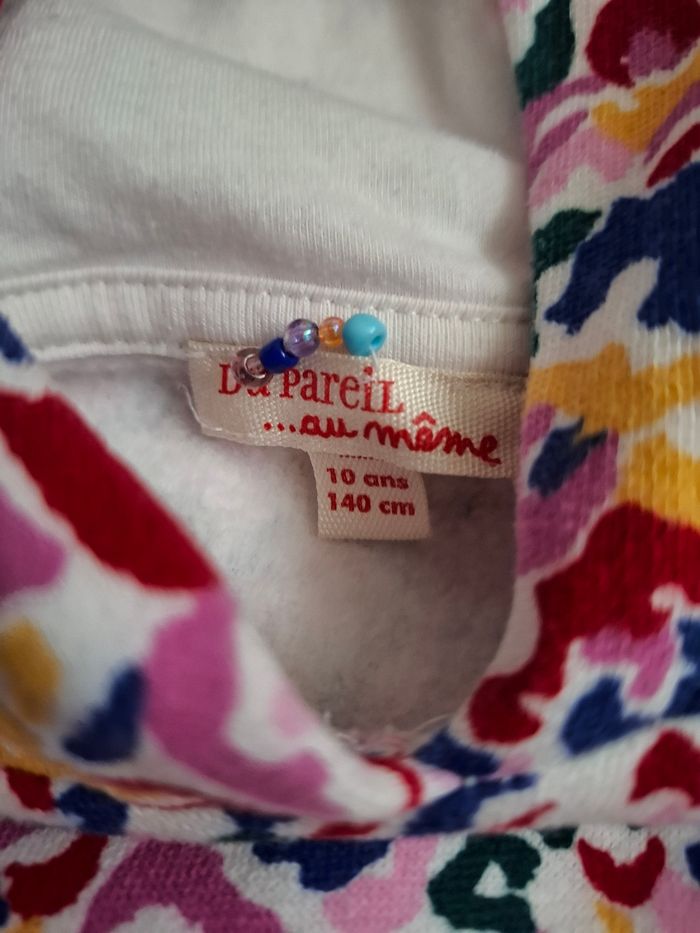 Du PareiL
...au même
10 ans
140 cm